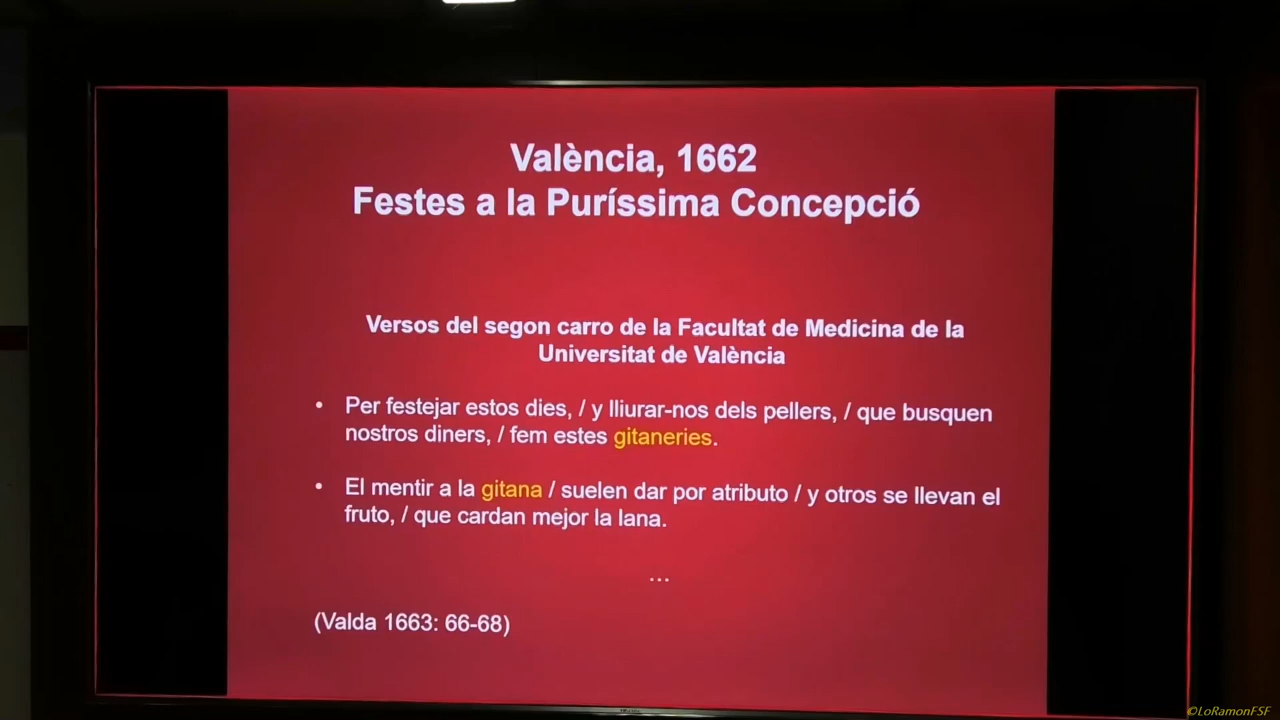 València, 1662
Festes a la Puríssima Concepció
Versos del segon carro de la Facultat de Medicina de la
Universitat de València
• Per festejar estos dies, / y lliurar-nos dels pellers, / que busquen
nostros diners, / fem estes gitaneries.
• El mentir a la gitana / suelen dar por atributo / y otros se llevan el
fruto, / que cardan mejor la lana.
...
(Valda 1663: 66-68)
©LoRamonFSF